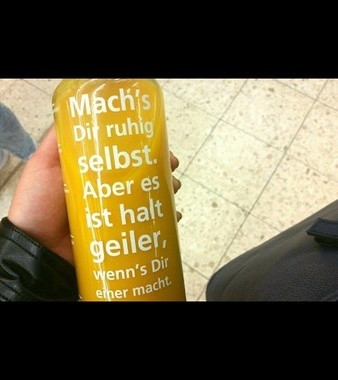 Mach's
Dir ruhig
selbst.
Aber es
ist halt
geiler,
wenn's Dir
einer macht.